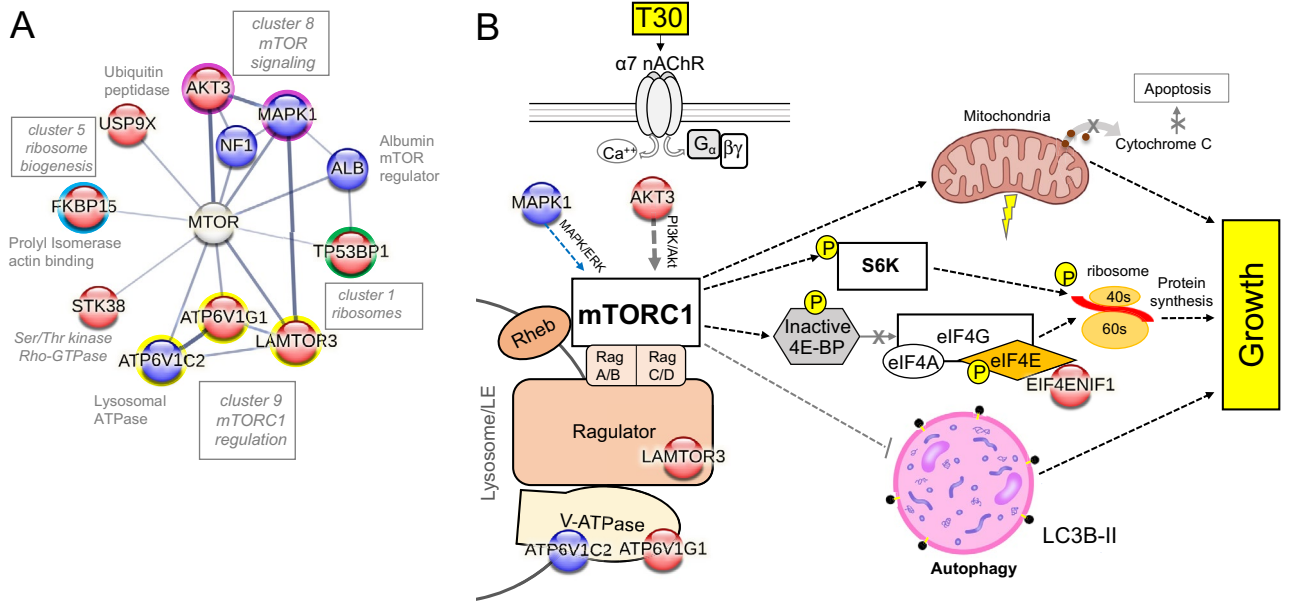 A
cluster 8
mTOR
signaling
Ubiquitin
peptidase
AKT3
MAPK1
USP9X
NF1
cluster 5
ribosome
biogenesis
ALB
Albumin
mTOR
regulator
FKBP15
MTOR
Prolyl Isomerase
actin binding
TP53BP1
STK38
cluster 1
ribosomes
ATP6V1G1
Ser/Thr kinase
Rho-GTPase
LAMTOR3
ATP6V1C2
Lysosomal
ATPase
cluster 9
mTORC1
regulation
B
T30
α7 nAChR
Ca++
Gα
βγ
MAPK1
AKT3
MAPK/ERK
PI3K/Akt
mTORC1
Rheb
Rag
A/B
Rag
C/D
Lysosome/LE
Ragulator
LAMTOR3
V-ATPase
ATP6V1C2
ATP6V1G1
Mitochondria
Apoptosis
X
X
Cytochrome C
P
S6K
P
Inactive
4E-BP
X
eIF4G
eIF4A
eIF4E
P
EIF4ENIF1
P
ribosome
40s
60s
Protein
synthesis
Growth
LC3B-II
Autophagy